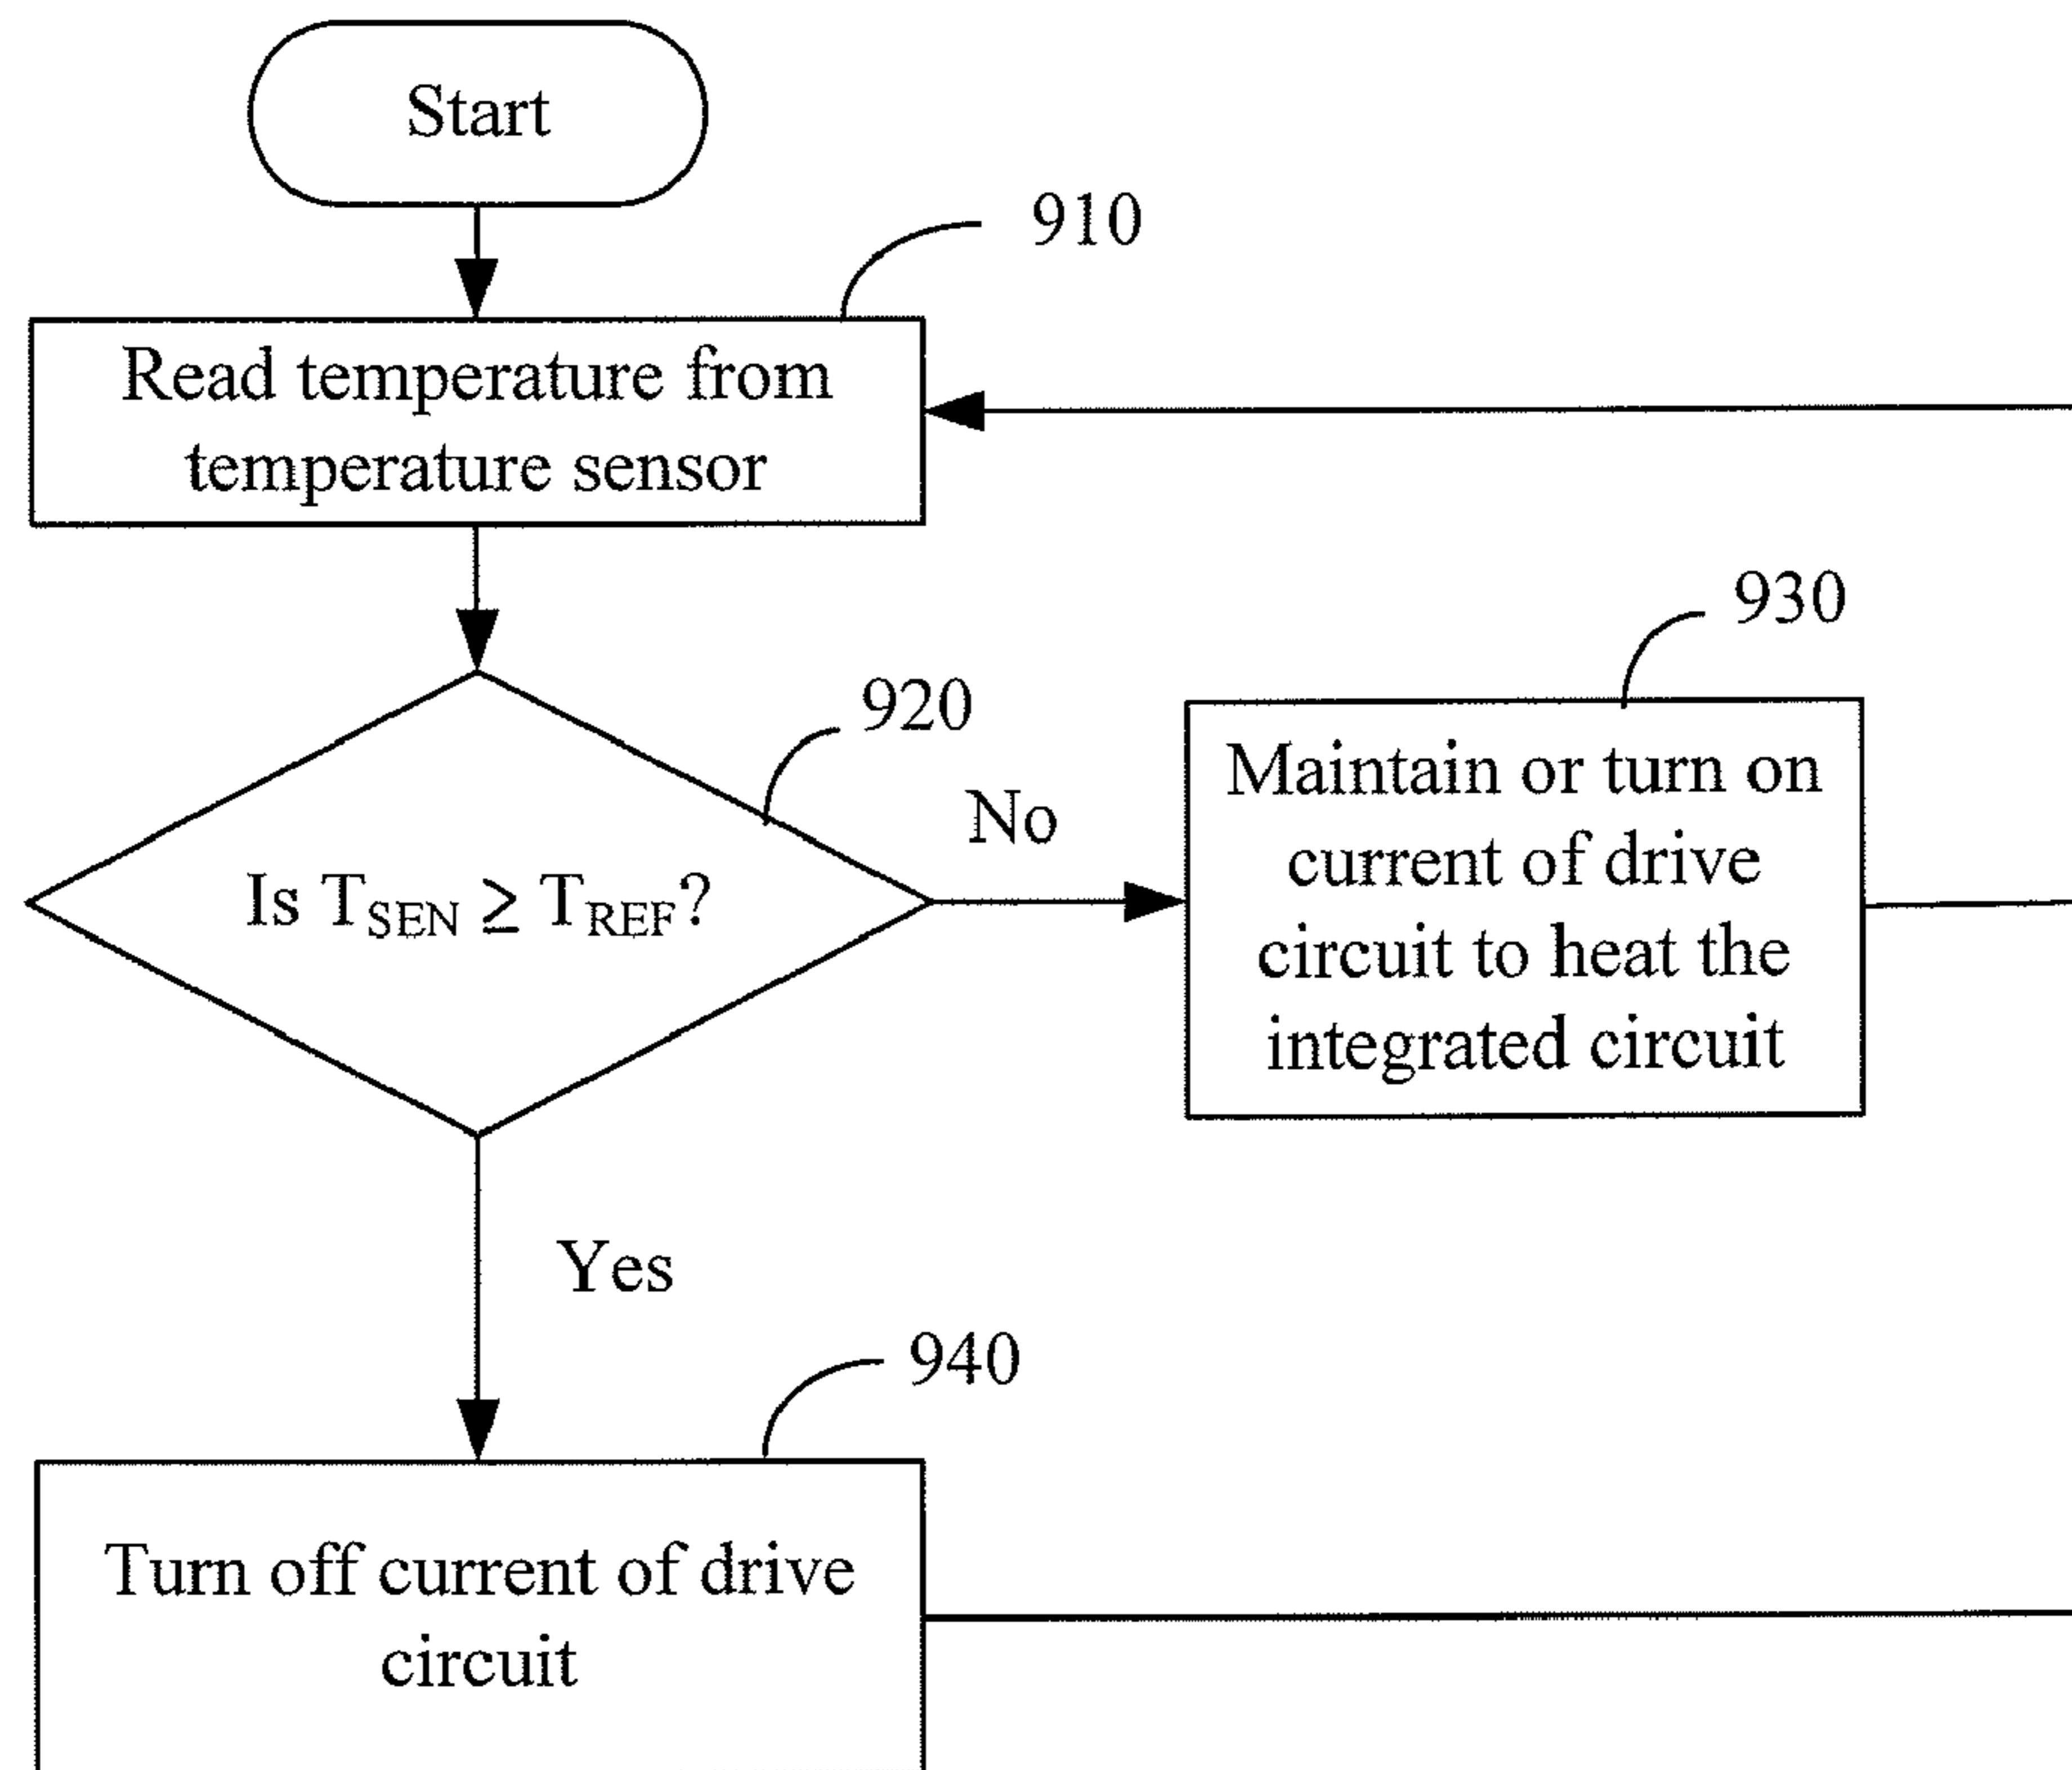 Start
910
Read temperature from
temperature sensor
930
920
No
Maintain or turn on
current of drive
circuit to heat the
integrated circuit
Is TSEN ≥ TREF?
Yes
940
Turn off current of drive
circuit